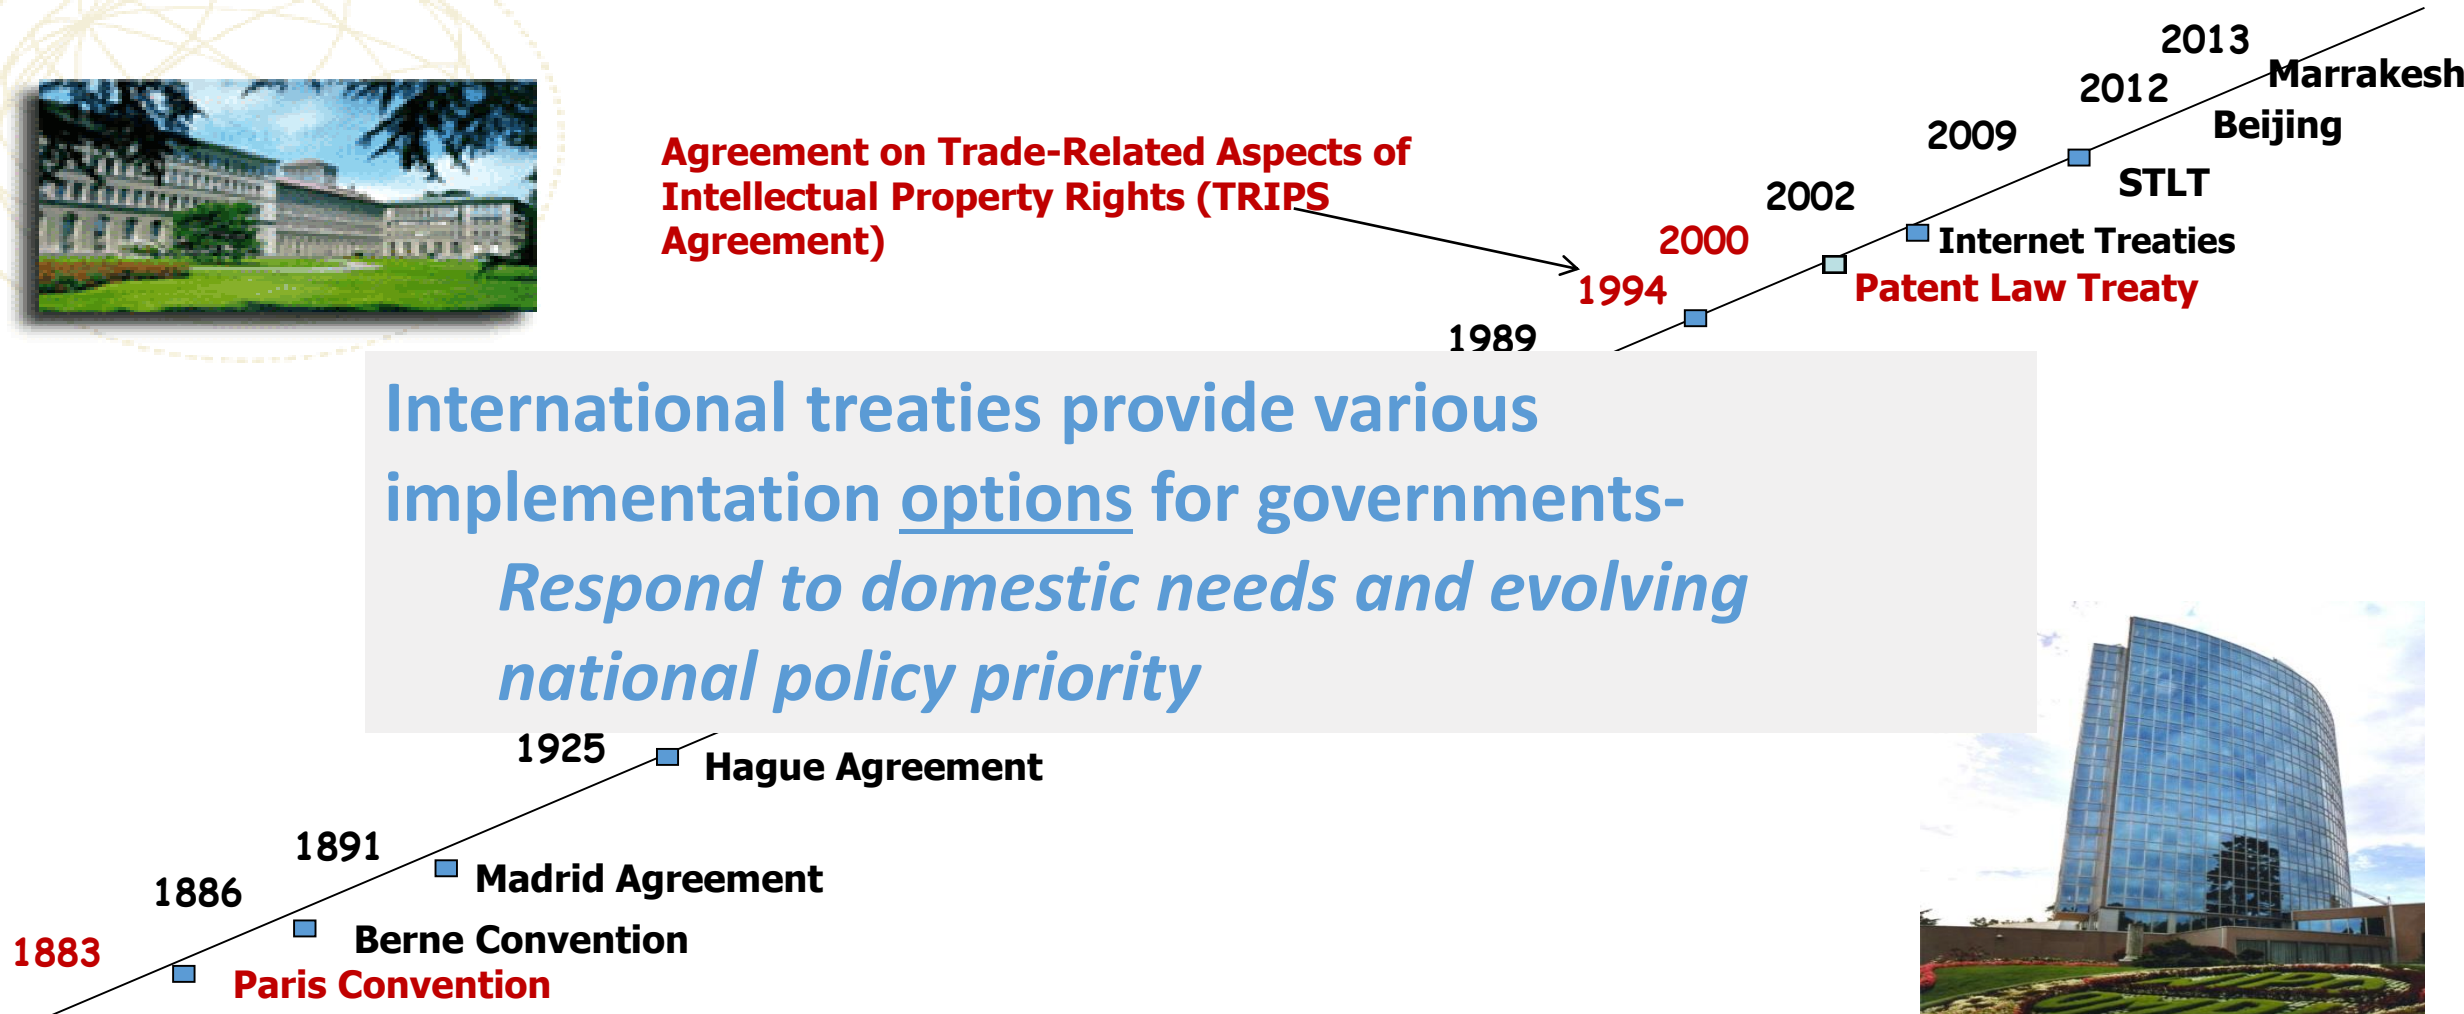 2013
Marrakesh
2012
Beijing
2009
STLT
Agreement on Trade-Related Aspects of
Intellectual Property Rights (TRIPS
Agreement)
2002
Internet Treaties
2000
Patent Law Treaty
1994
1989
International treaties provide various
implementation options for governments-
Respond to domestic needs and evolving
national policy priority
1925
Hague Agreement
1891
Madrid Agreement
1886
Berne Convention
1883
Paris Convention